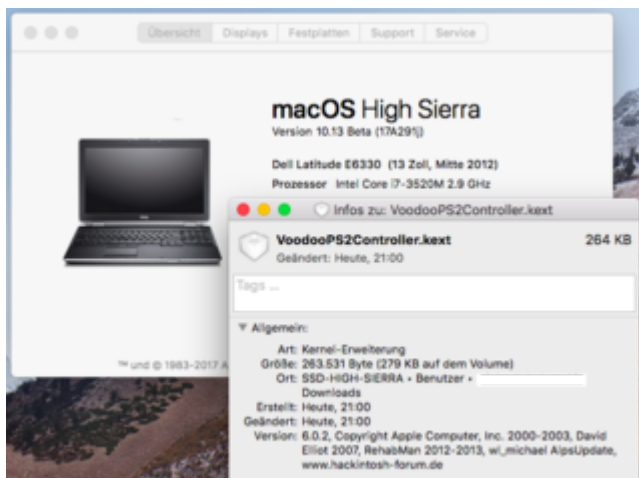 Übersicht Displays Festplatten Support Service
macOS High Sierra
Version 10.13 Beta (17A291j)
Dell Latitude E6330 (13 Zoll, Mitte 2012)
Prozessor Intel Core i7-3520M 2.9 GHz
Infos zu: VoodooPS2Controller.kext
VoodooPS2Controller.kext 264 KB
Geändert: Heute, 21:00
Tags ...
Allgemein:
Art: Kernel-Erweiterung
Größe: 263.531 Byte (279 KB auf dem Volume)
Ort: SSD-HIGH-SIERRA • Benutzer •
Downloads
Erstellt: Heute, 21:00
Geändert: Heute, 21:00
Version: 6.0.2, Copyright Apple Computer, Inc. 2000-2003, David
Elliot 2007, RehabMan 2012-2013, wl_michael AlpsUpdate,
www.hackintosh-forum.de
™ und © 1983-2017 A